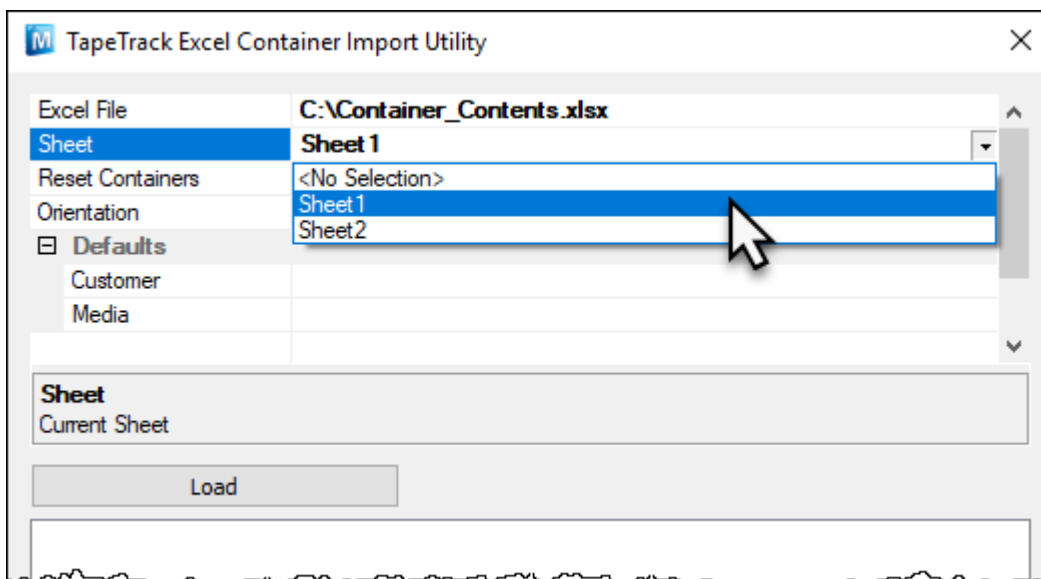 M TapeTrack Excel Container Import Utility
Excel File C:\Container_Contents.xlsx
Sheet Sheet1
Reset Containers <No Selection>
Sheet1
Orientation
Sheet2
Defaults
Customer
Media
Sheet
Current Sheet
Load